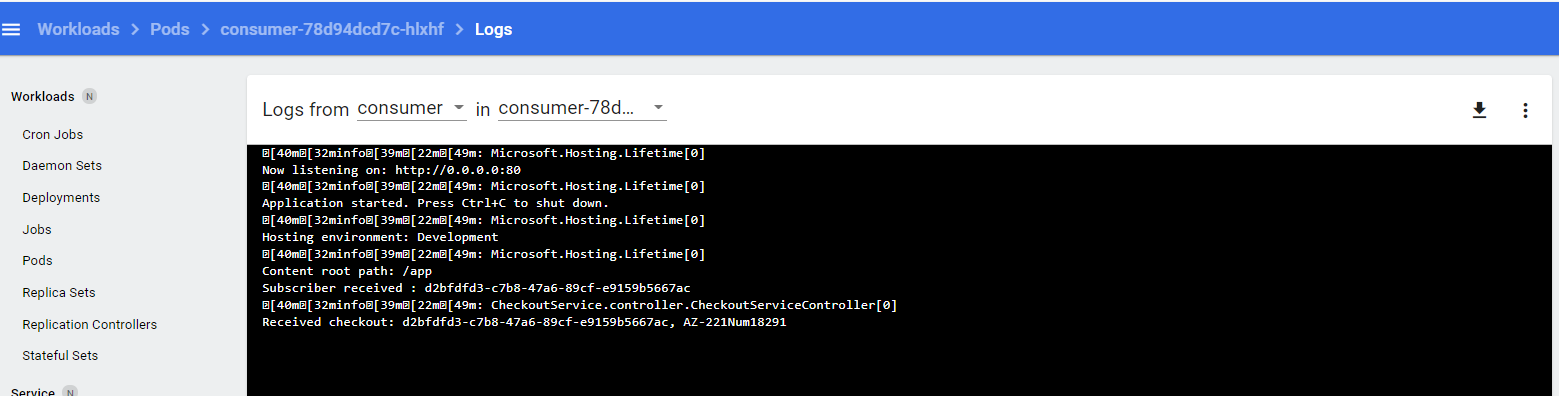 Workloads > Pods > consumer-78d94dcd7c-hlxhf > Logs
Workloads N
Cron Jobs
Daemon Sets
Deployments
Jobs
Pods
Replica Sets
Replication Controllers
Stateful Sets
Service N
Logs from consumer in consumer-78d...
�[40m�[32minfo�[39m�[22m�[49m: Microsoft.Hosting.Lifetime[0]
Now listening on: http://0.0.0.0:80
�[40m�[32minfo�[39m�[22m�[49m: Microsoft.Hosting.Lifetime[0]
Application started. Press Ctrl+C to shut down.
�[40m�[32minfo�[39m�[22m�[49m: Microsoft.Hosting.Lifetime[0]
Hosting environment: Development
�[40m�[32minfo�[39m�[22m�[49m: Microsoft.Hosting.Lifetime[0]
Content root path: /app
Subscriber received : d2bfdfd3-c7b8-47a6-89cf-e9159b5667ac
�[40m�[32minfo�[39m�[22m�[49m: CheckoutService.controller.CheckoutServiceController[0]
Received checkout: d2bfdfd3-c7b8-47a6-89cf-e9159b5667ac, AZ-221Num18291